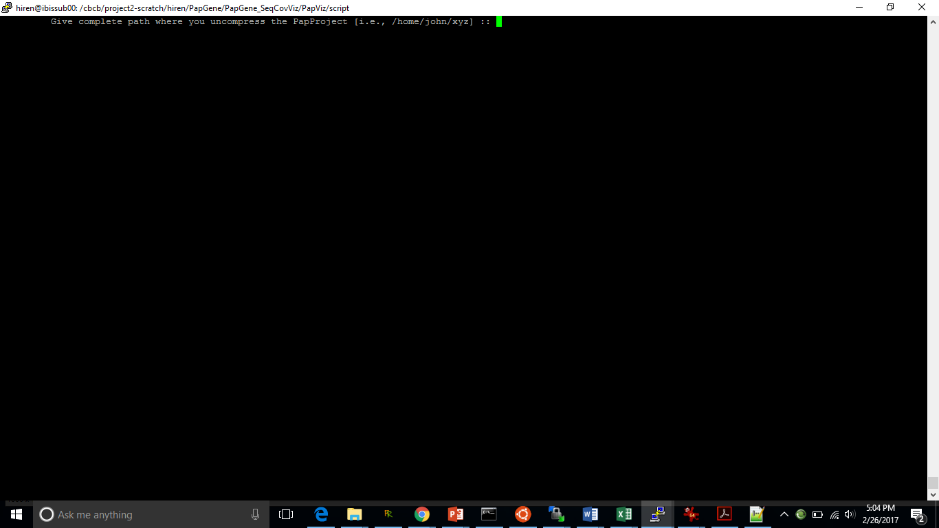 hiren@ibissub00: /cbcb/project2-scratch/hiren/PapGene/PapGene_SeqCovViz/PapViz/script
Give complete path where you uncompress the PapProject [i.e., /home/john/xyz] ::
Ask me anything
5:04 PM
2/26/2017
2